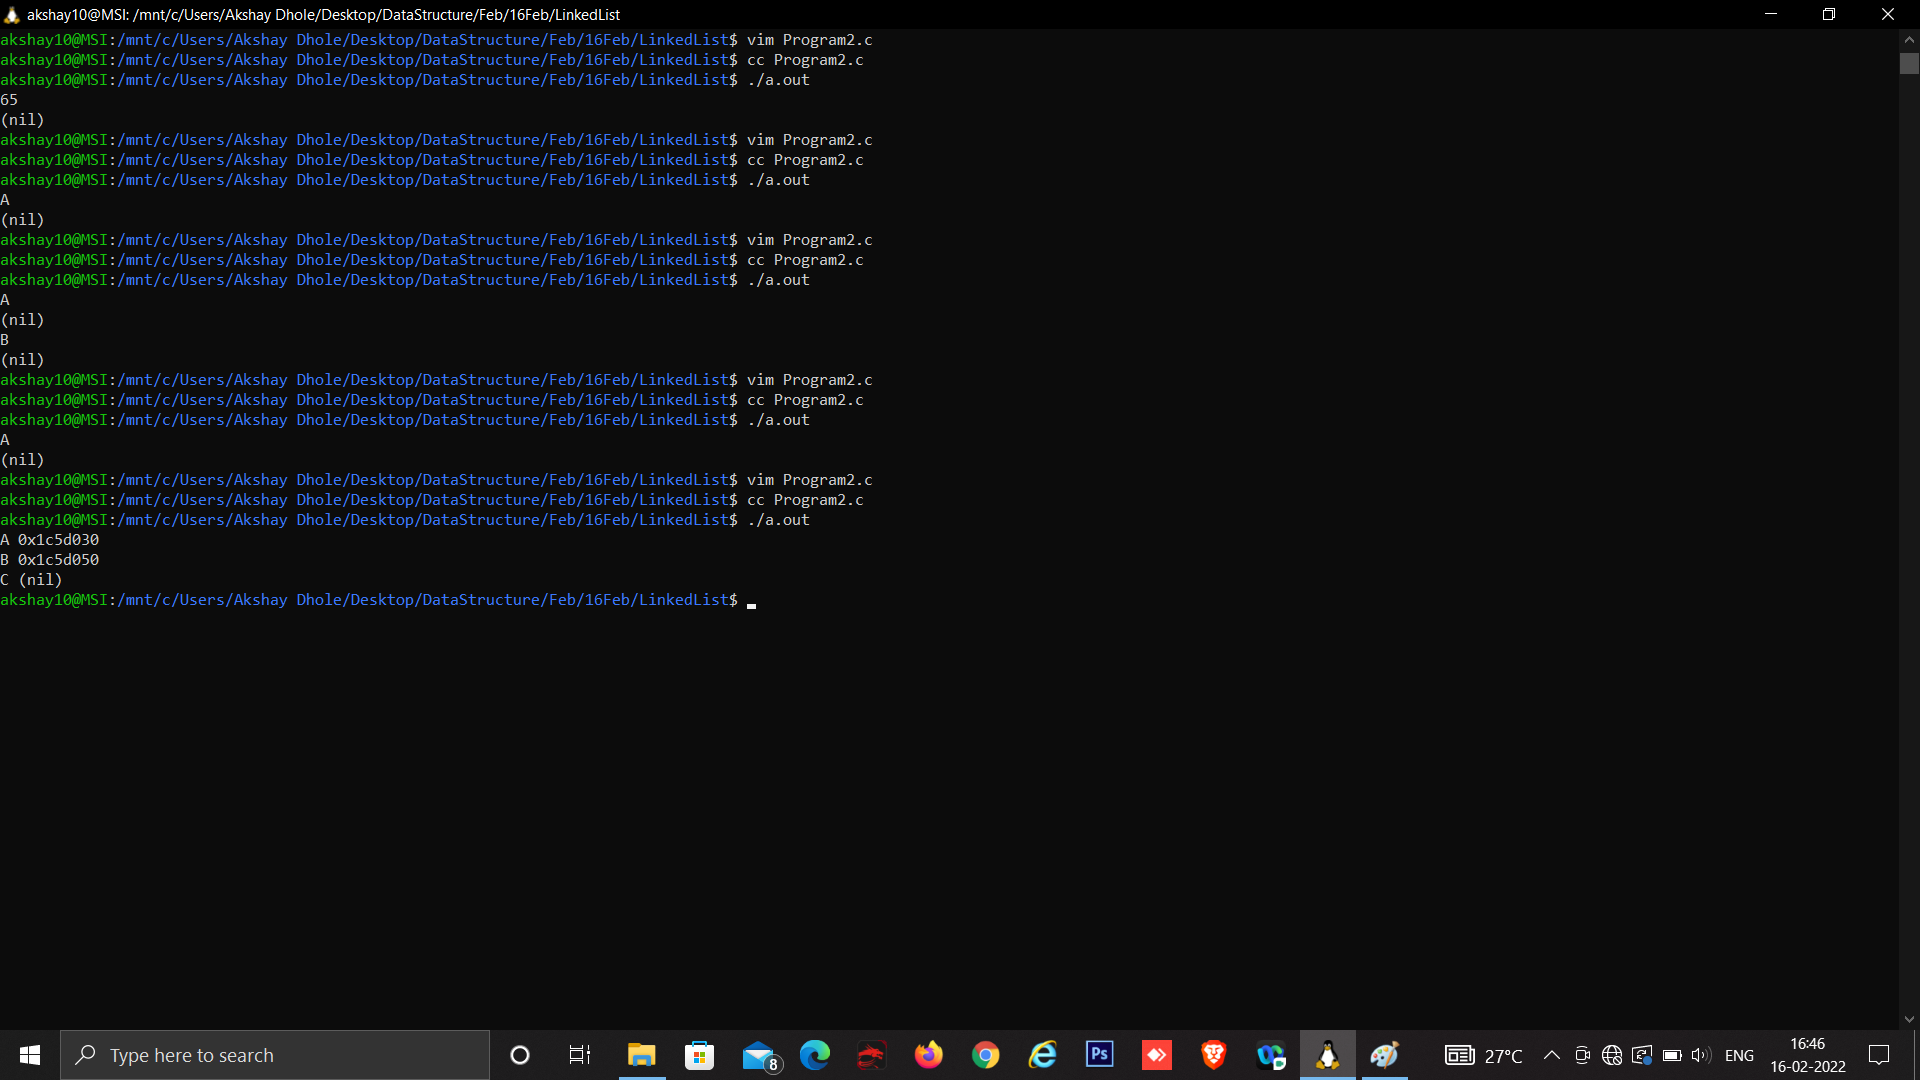 akshay10@MSI: /mnt/c/Users/Akshay Dhole/Desktop/DataStructure/Feb/16Feb/LinkedList
akshay10@MSI:/mnt/c/Users/Akshay Dhole/Desktop/DataStructure/Feb/16Feb/LinkedList$ vim Program2.c
akshay10@MSI:/mnt/c/Users/Akshay Dhole/Desktop/DataStructure/Feb/16Feb/LinkedList$ cc Program2.c
akshay10@MSI:/mnt/c/Users/Akshay Dhole/Desktop/DataStructure/Feb/16Feb/LinkedList$ ./a.out
65
(nil)
akshay10@MSI:/mnt/c/Users/Akshay Dhole/Desktop/DataStructure/Feb/16Feb/LinkedList$ vim Program2.c
akshay10@MSI:/mnt/c/Users/Akshay Dhole/Desktop/DataStructure/Feb/16Feb/LinkedList$ cc Program2.c
akshay10@MSI:/mnt/c/Users/Akshay Dhole/Desktop/DataStructure/Feb/16Feb/LinkedList$ ./a.out
A
(nil)
akshay10@MSI:/mnt/c/Users/Akshay Dhole/Desktop/DataStructure/Feb/16Feb/LinkedList$ vim Program2.c
akshay10@MSI:/mnt/c/Users/Akshay Dhole/Desktop/DataStructure/Feb/16Feb/LinkedList$ cc Program2.c
akshay10@MSI:/mnt/c/Users/Akshay Dhole/Desktop/DataStructure/Feb/16Feb/LinkedList$ ./a.out
A
(nil)
B
(nil)
akshay10@MSI:/mnt/c/Users/Akshay Dhole/Desktop/DataStructure/Feb/16Feb/LinkedList$ vim Program2.c
akshay10@MSI:/mnt/c/Users/Akshay Dhole/Desktop/DataStructure/Feb/16Feb/LinkedList$ cc Program2.c
akshay10@MSI:/mnt/c/Users/Akshay Dhole/Desktop/DataStructure/Feb/16Feb/LinkedList$ ./a.out
A
(nil)
akshay10@MSI:/mnt/c/Users/Akshay Dhole/Desktop/DataStructure/Feb/16Feb/LinkedList$ vim Program2.c
akshay10@MSI:/mnt/c/Users/Akshay Dhole/Desktop/DataStructure/Feb/16Feb/LinkedList$ cc Program2.c
akshay10@MSI:/mnt/c/Users/Akshay Dhole/Desktop/DataStructure/Feb/16Feb/LinkedList$ ./a.out
A 0x1c5d030
B 0x1c5d050
C (nil)
akshay10@MSI:/mnt/c/Users/Akshay Dhole/Desktop/DataStructure/Feb/16Feb/LinkedList$
Type here to search
8
Ps
27°C
ENG
16:46
16-02-2022